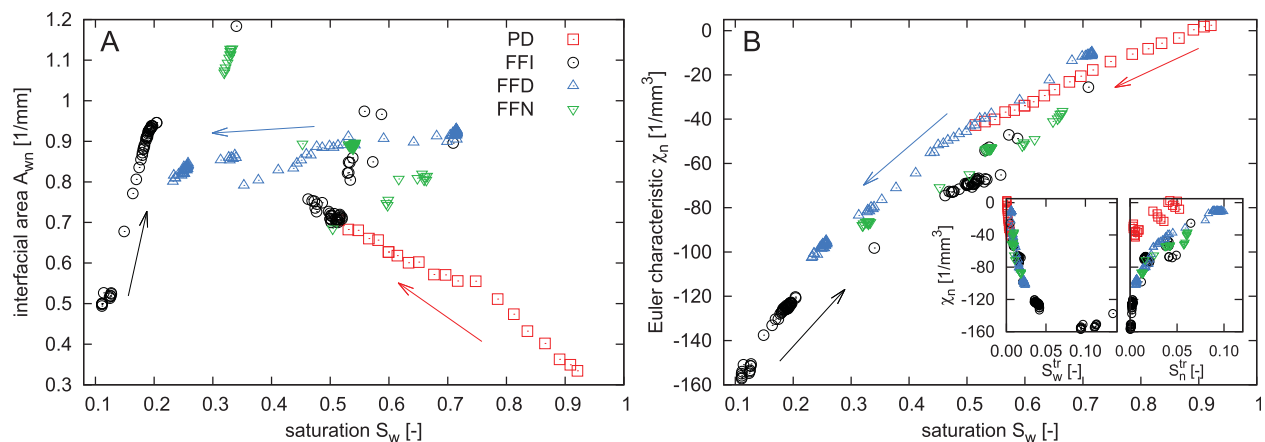 A
PD
FFI
FFD
FFN
1.2
1.1
1
0.9
0.8
0.7
0.6
0.5
0.4
0.3
interfacial area A_wn [1/mm]
0.1 0.2 0.3 0.4 0.5 0.6 0.7 0.8 0.9 1
saturation S_w [-]
B
0
-20
-40
-60
-80
-100
-120
-140
-160
Euler characteristic χ_n [1/mm^3]
0.1 0.2 0.3 0.4 0.5 0.6 0.7 0.8 0.9 1
saturation S_w [-]
0
-40
-80
-120
-160
χ_n [1/mm^3]
0.00 0.05
S_w^tr [-]
0.00 0.05 0.10
S_n^tr [-]